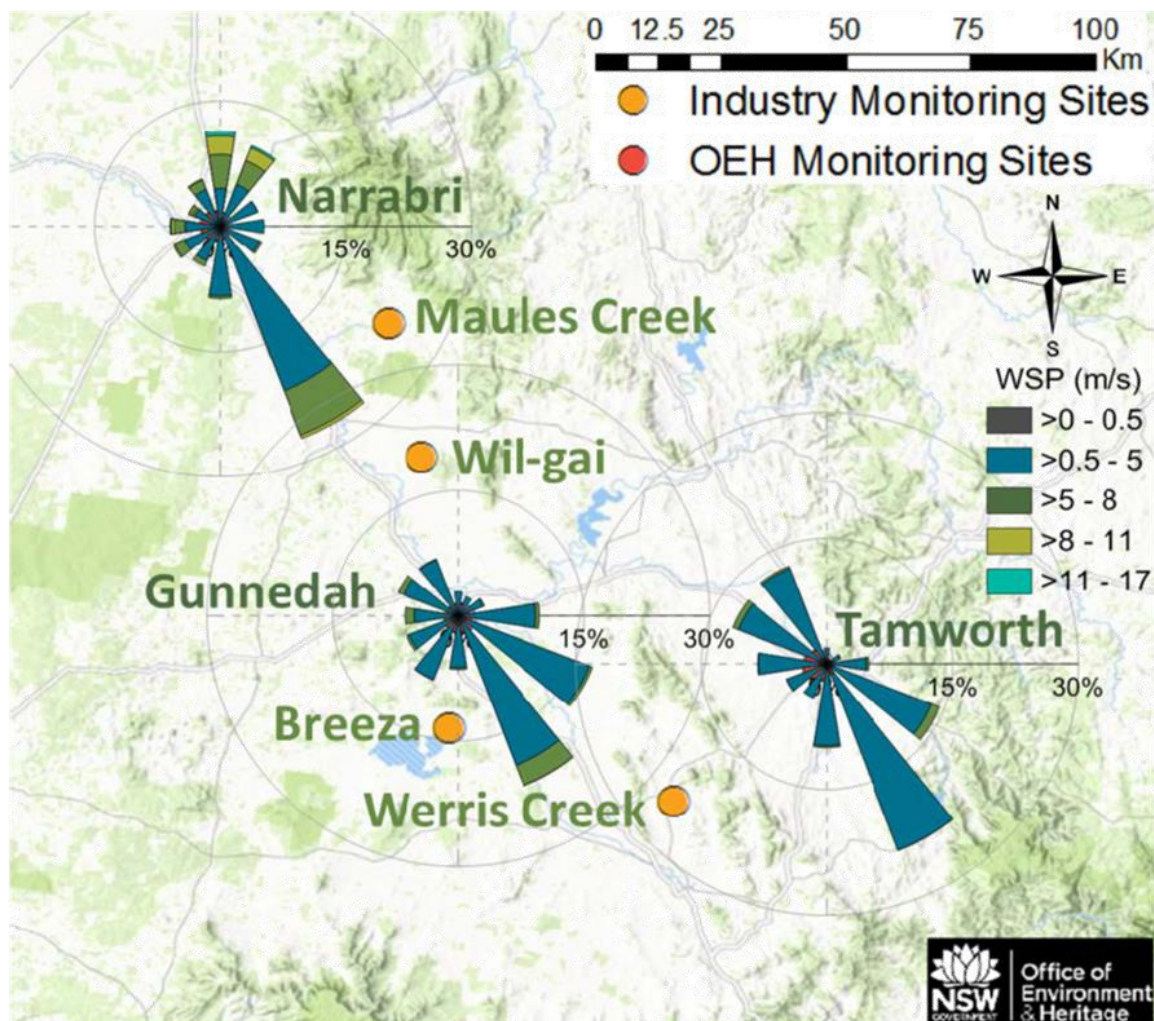 0 12.5 25 50 75 100
Km
Industry Monitoring Sites
OEH Monitoring Sites
Narrabri
15% 30%
N
W E
S
Maules Creek
WSP (m/s)
>0 - 0.5
>0.5 - 5
>5 - 8
>8 - 11
>11 - 17
Wil-gai
Gunnedah
15% 30%
Tamworth
15% 30%
Breeza
Werris Creek
NSW
GOVERNMENT
Office of
Environment
& Heritage